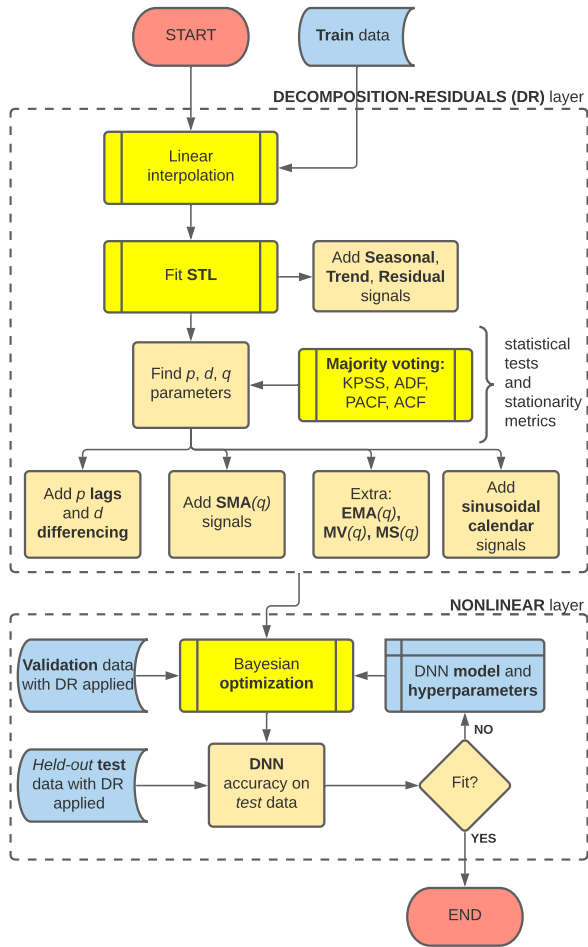 START
Train data
DECOMPOSITION-RESIDUALS (DR) layer
Linear
interpolation
Fit STL
Add Seasonal,
Trend, Residual
signals
Find p, d, q
parameters
Majority voting:
KPSS, ADF,
PACF, ACF
statistical
tests
and
stationarity
metrics
Add p lags
and d
differencing
Add SMA(q)
signals
Extra:
EMA(q),
MV(q), MS(q)
Add
sinusoidal
calendar
signals
NONLINEAR layer
Validation data
with DR applied
Bayesian
optimization
DNN model and
hyperparameters
NO
Held-out test
data with DR
applied
DNN
accuracy on
test data
Fit?
YES
END